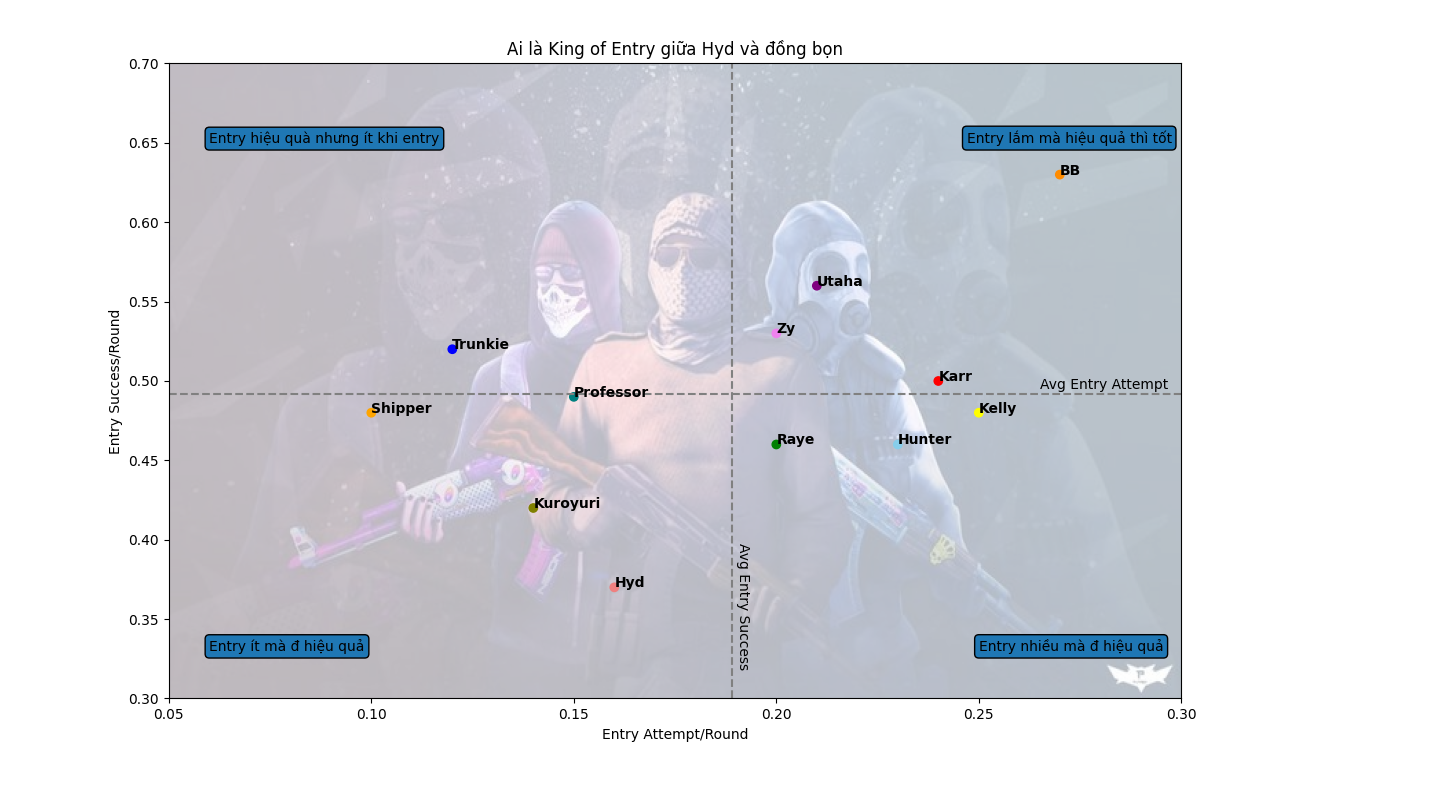 Ai là King of Entry giữa Hyd và đồng bọn
0.70
0.65
0.60
0.55
0.50
0.45
0.40
0.35
0.30
Entry Success/Round
Entry hiệu quà nhưng ít khi entry
Entry lắm mà hiệu quả thì tốt
BB
Utaha
Zy
Trunkie
Karr
Avg Entry Attempt
Professor
Shipper
Kelly
Raye
Hunter
Kuroyuri
Hyd
Avg Entry Success
Entry ít mà đ hiệu quả
Entry nhiều mà đ hiệu quả
0.05
0.10
0.15
0.20
0.25
0.30
Entry Attempt/Round